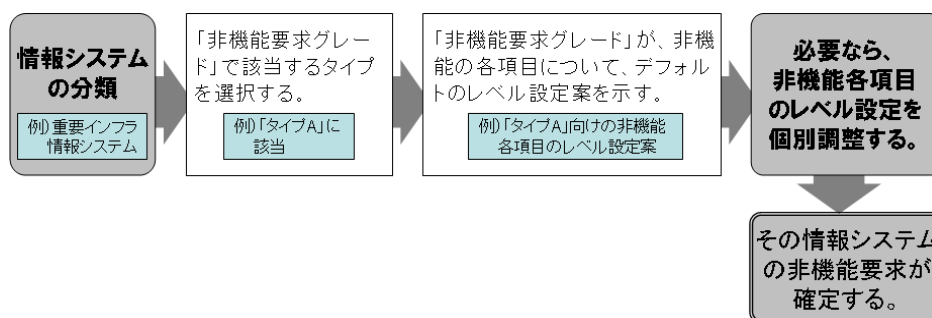 情報システム
の分類
例）重要インフラ
情報システム
「非機能要求グレー
ド」で該当するタイプ
を選択する。
例）「タイプA」に
該当
「非機能要求グレード」が、非機
能の各項目について、デフォル
トのレベル設定案を示す。
例）「タイプA」向けの非機能
各項目のレベル設定案
必要なら、
非機能各項目
のレベル設定を
個別調整する。
その情報システム
の非機能要求が
確定する。